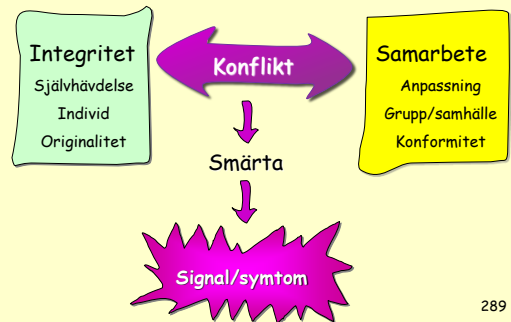 Integritet
Självhävdelse
Individ
Originalitet
Konflikt
Samarbete
Anpassning
Grupp/samhälle
Konformitet
Smärta
Signal/symtom
289